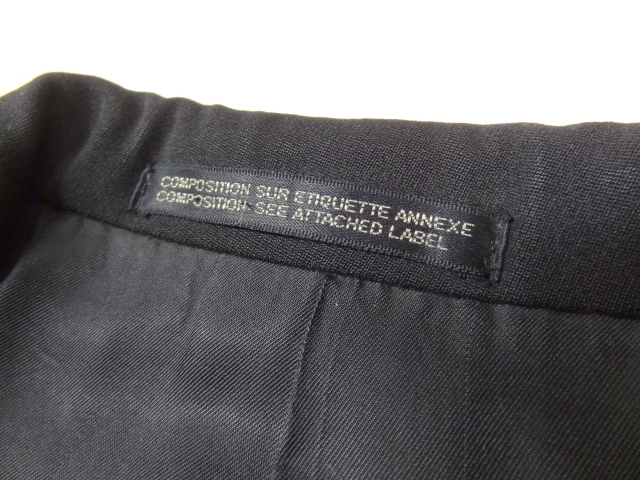 COMPOSITION SUR ETIQUETTE ANNEXE
COMPOSITION-SEE ATTACHED LABEL